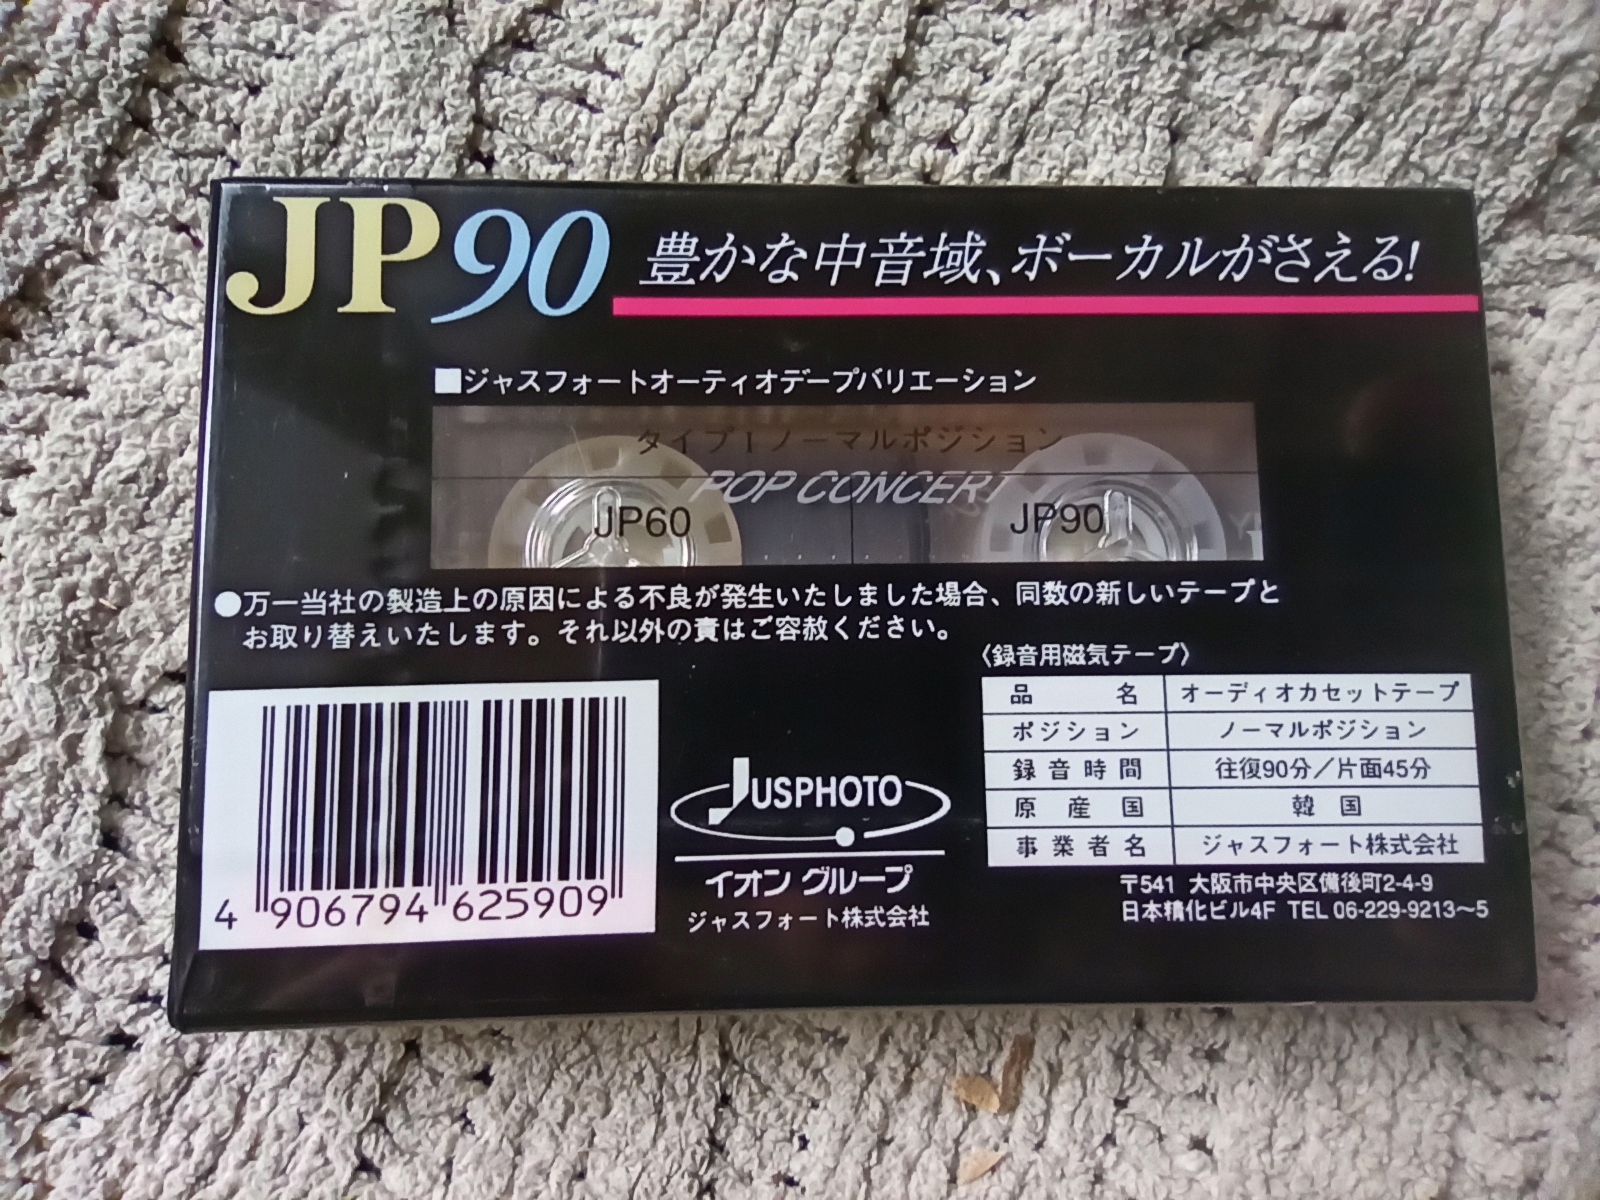 JP90 豊かな中音域、ボーカルがさえる!
■ジャスフォートオーティオデープバリエーション
タイプIノーマルポジション
POP CONCERT
JP60 JP90
●万一当社の製造上の原因による不良が発生いたしました場合、同数の新しいテープと
お取り替えいたします。それ以外の責はご容赦ください。
〈録音用磁気テープ〉
品名 オーディオカセットテープ
ポジション ノーマルポジション
録音時間 往復90分/片面45分
原産国 韓国
事業者名 ジャスフォート株式会社
〒541 大阪市中央区備後町2-4-9
日本精化ビル4F TEL 06-229-9213~5
JUSPHOTO
イオン グループ
ジャスフォート株式会社
4 906794 625909